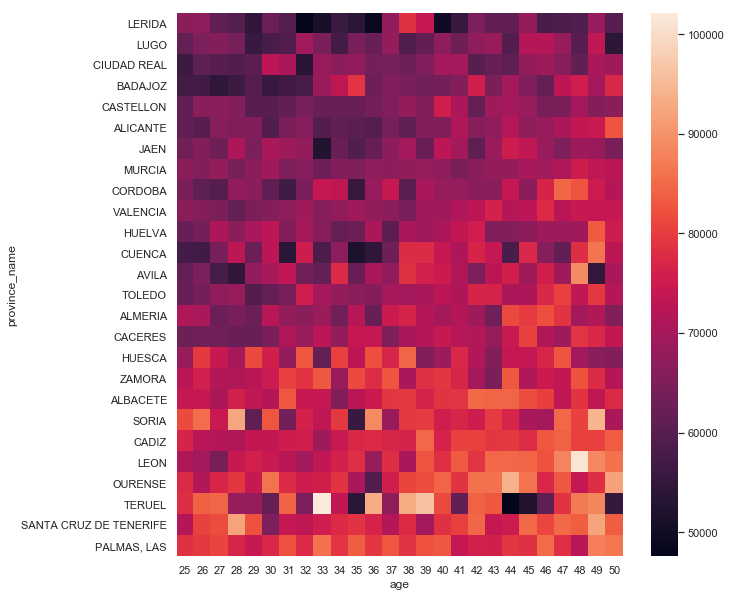 province_name
LERIDA
LUGO
CIUDAD REAL
BADAJOZ
CASTELLON
ALICANTE
JAEN
MURCIA
CORDOBA
VALENCIA
HUELVA
CUENCA
AVILA
TOLEDO
ALMERIA
CACERES
HUESCA
ZAMORA
ALBACETE
SORIA
CADIZ
LEON
OURENSE
TERUEL
SANTA CRUZ DE TENERIFE
PALMAS, LAS
25 26 27 28 29 30 31 32 33 34 35 36 37 38 39 40 41 42 43 44 45 46 47 48 49 50
age
100000
90000
80000
70000
60000
50000